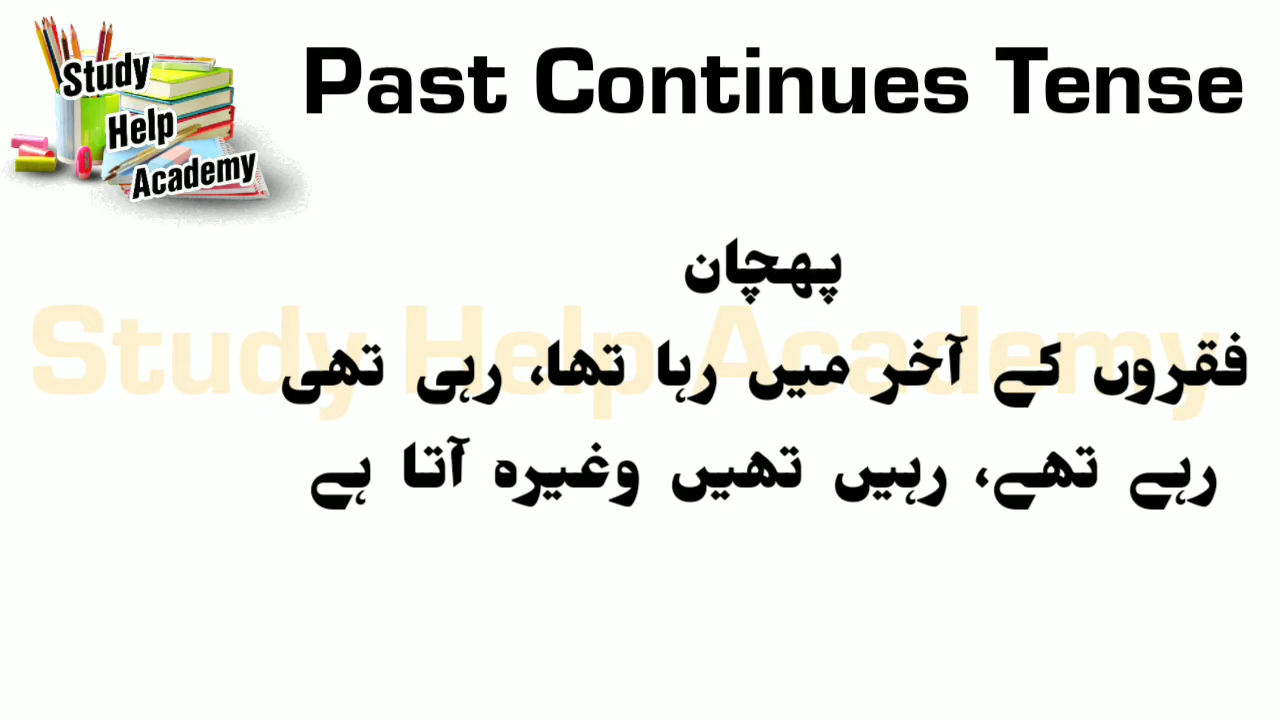 Study
Help
Academy
Past Continues Tense
پہچان
Study Help Academy
فقروں کے آخر میں رہا تھا، رہی تھی
رہے تھے، رہیں تھیں وغیرہ آتا ہے